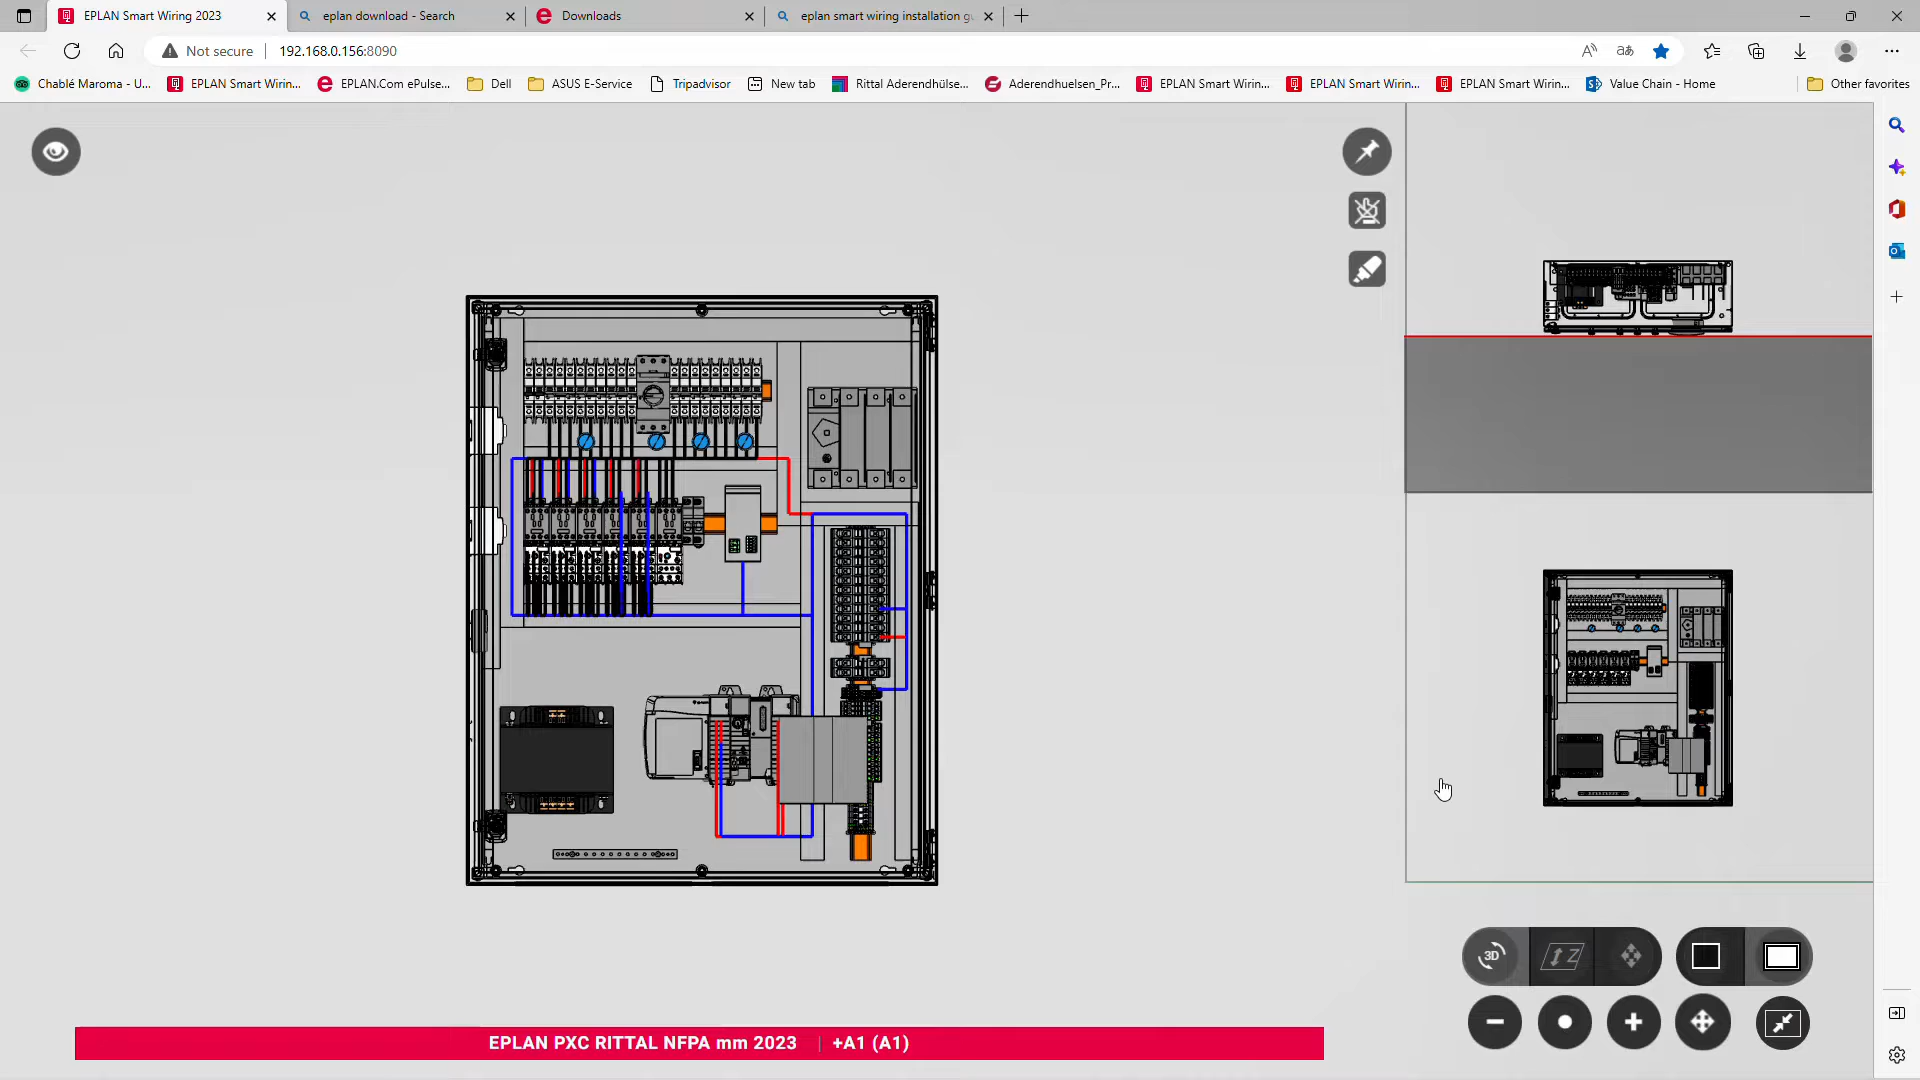 EPLAN Smart Wiring 2023
eplan download - Search
Downloads
eplan smart wiring installation gu
Not secure
192.168.0.156:8090
Chablé Maroma - U...
EPLAN Smart Wirin...
EPLAN.Com ePulse...
Dell
ASUS E-Service
Tripadvisor
New tab
Rittal Aderendhülse...
Aderendhuelsen_Pr...
EPLAN Smart Wirin...
EPLAN Smart Wirin...
EPLAN Smart Wirin...
Value Chain - Home
Other favorites
3D
Z
EPLAN PXC RITTAL NFPA mm 2023 | +A1 (A1)